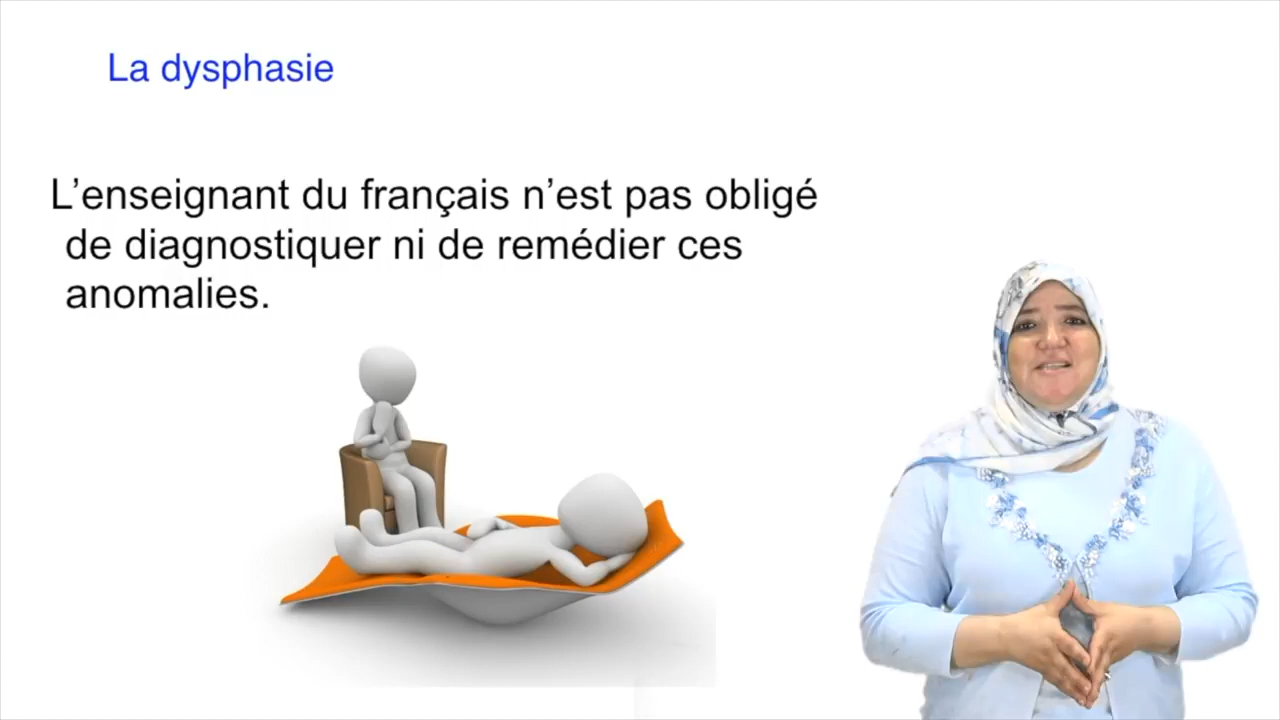 La dysphasie
L’enseignant du français n’est pas obligé
de diagnostiquer ni de remédier ces
anomalies.